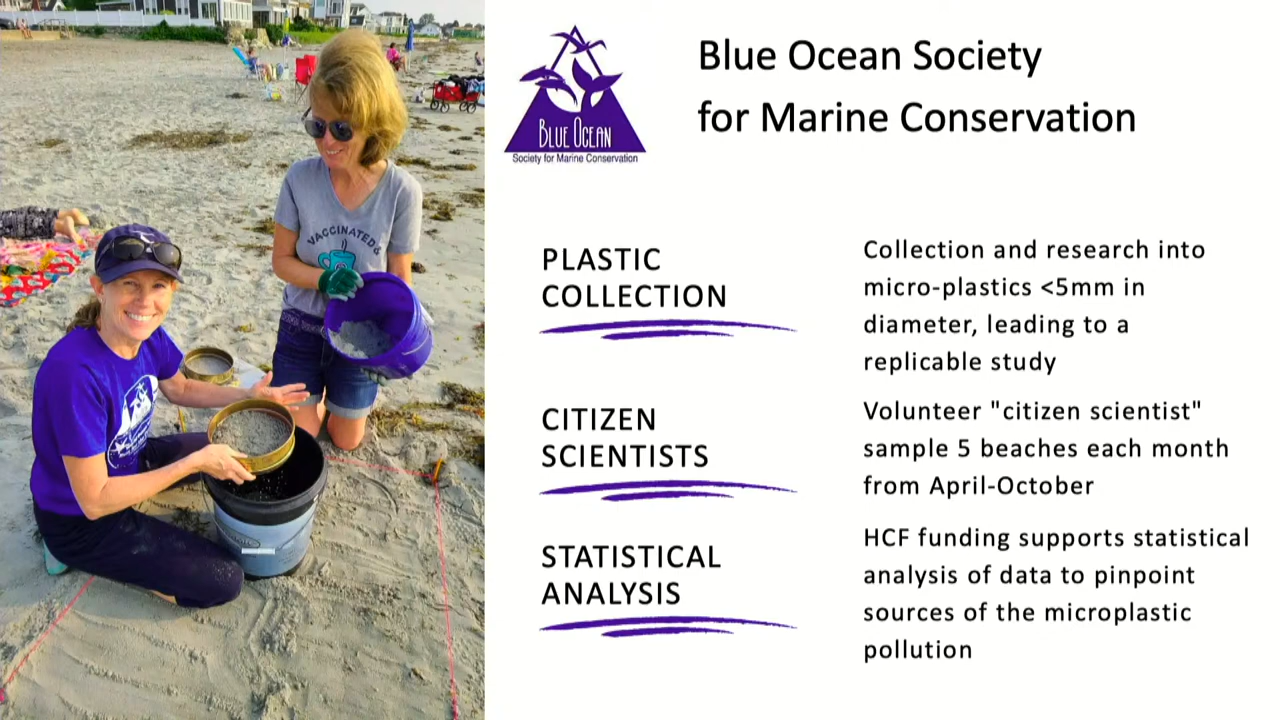 Blue Ocean Society
for Marine Conservation
BLUE OCEAN
Society for Marine Conservation
VACCINATED &
PLASTIC
COLLECTION
Collection and research into
micro-plastics <5mm in
diameter, leading to a
replicable study
CITIZEN
SCIENTISTS
Volunteer "citizen scientist"
sample 5 beaches each month
from April-October
STATISTICAL
ANALYSIS
HCF funding supports statistical
analysis of data to pinpoint
sources of the microplastic
pollution